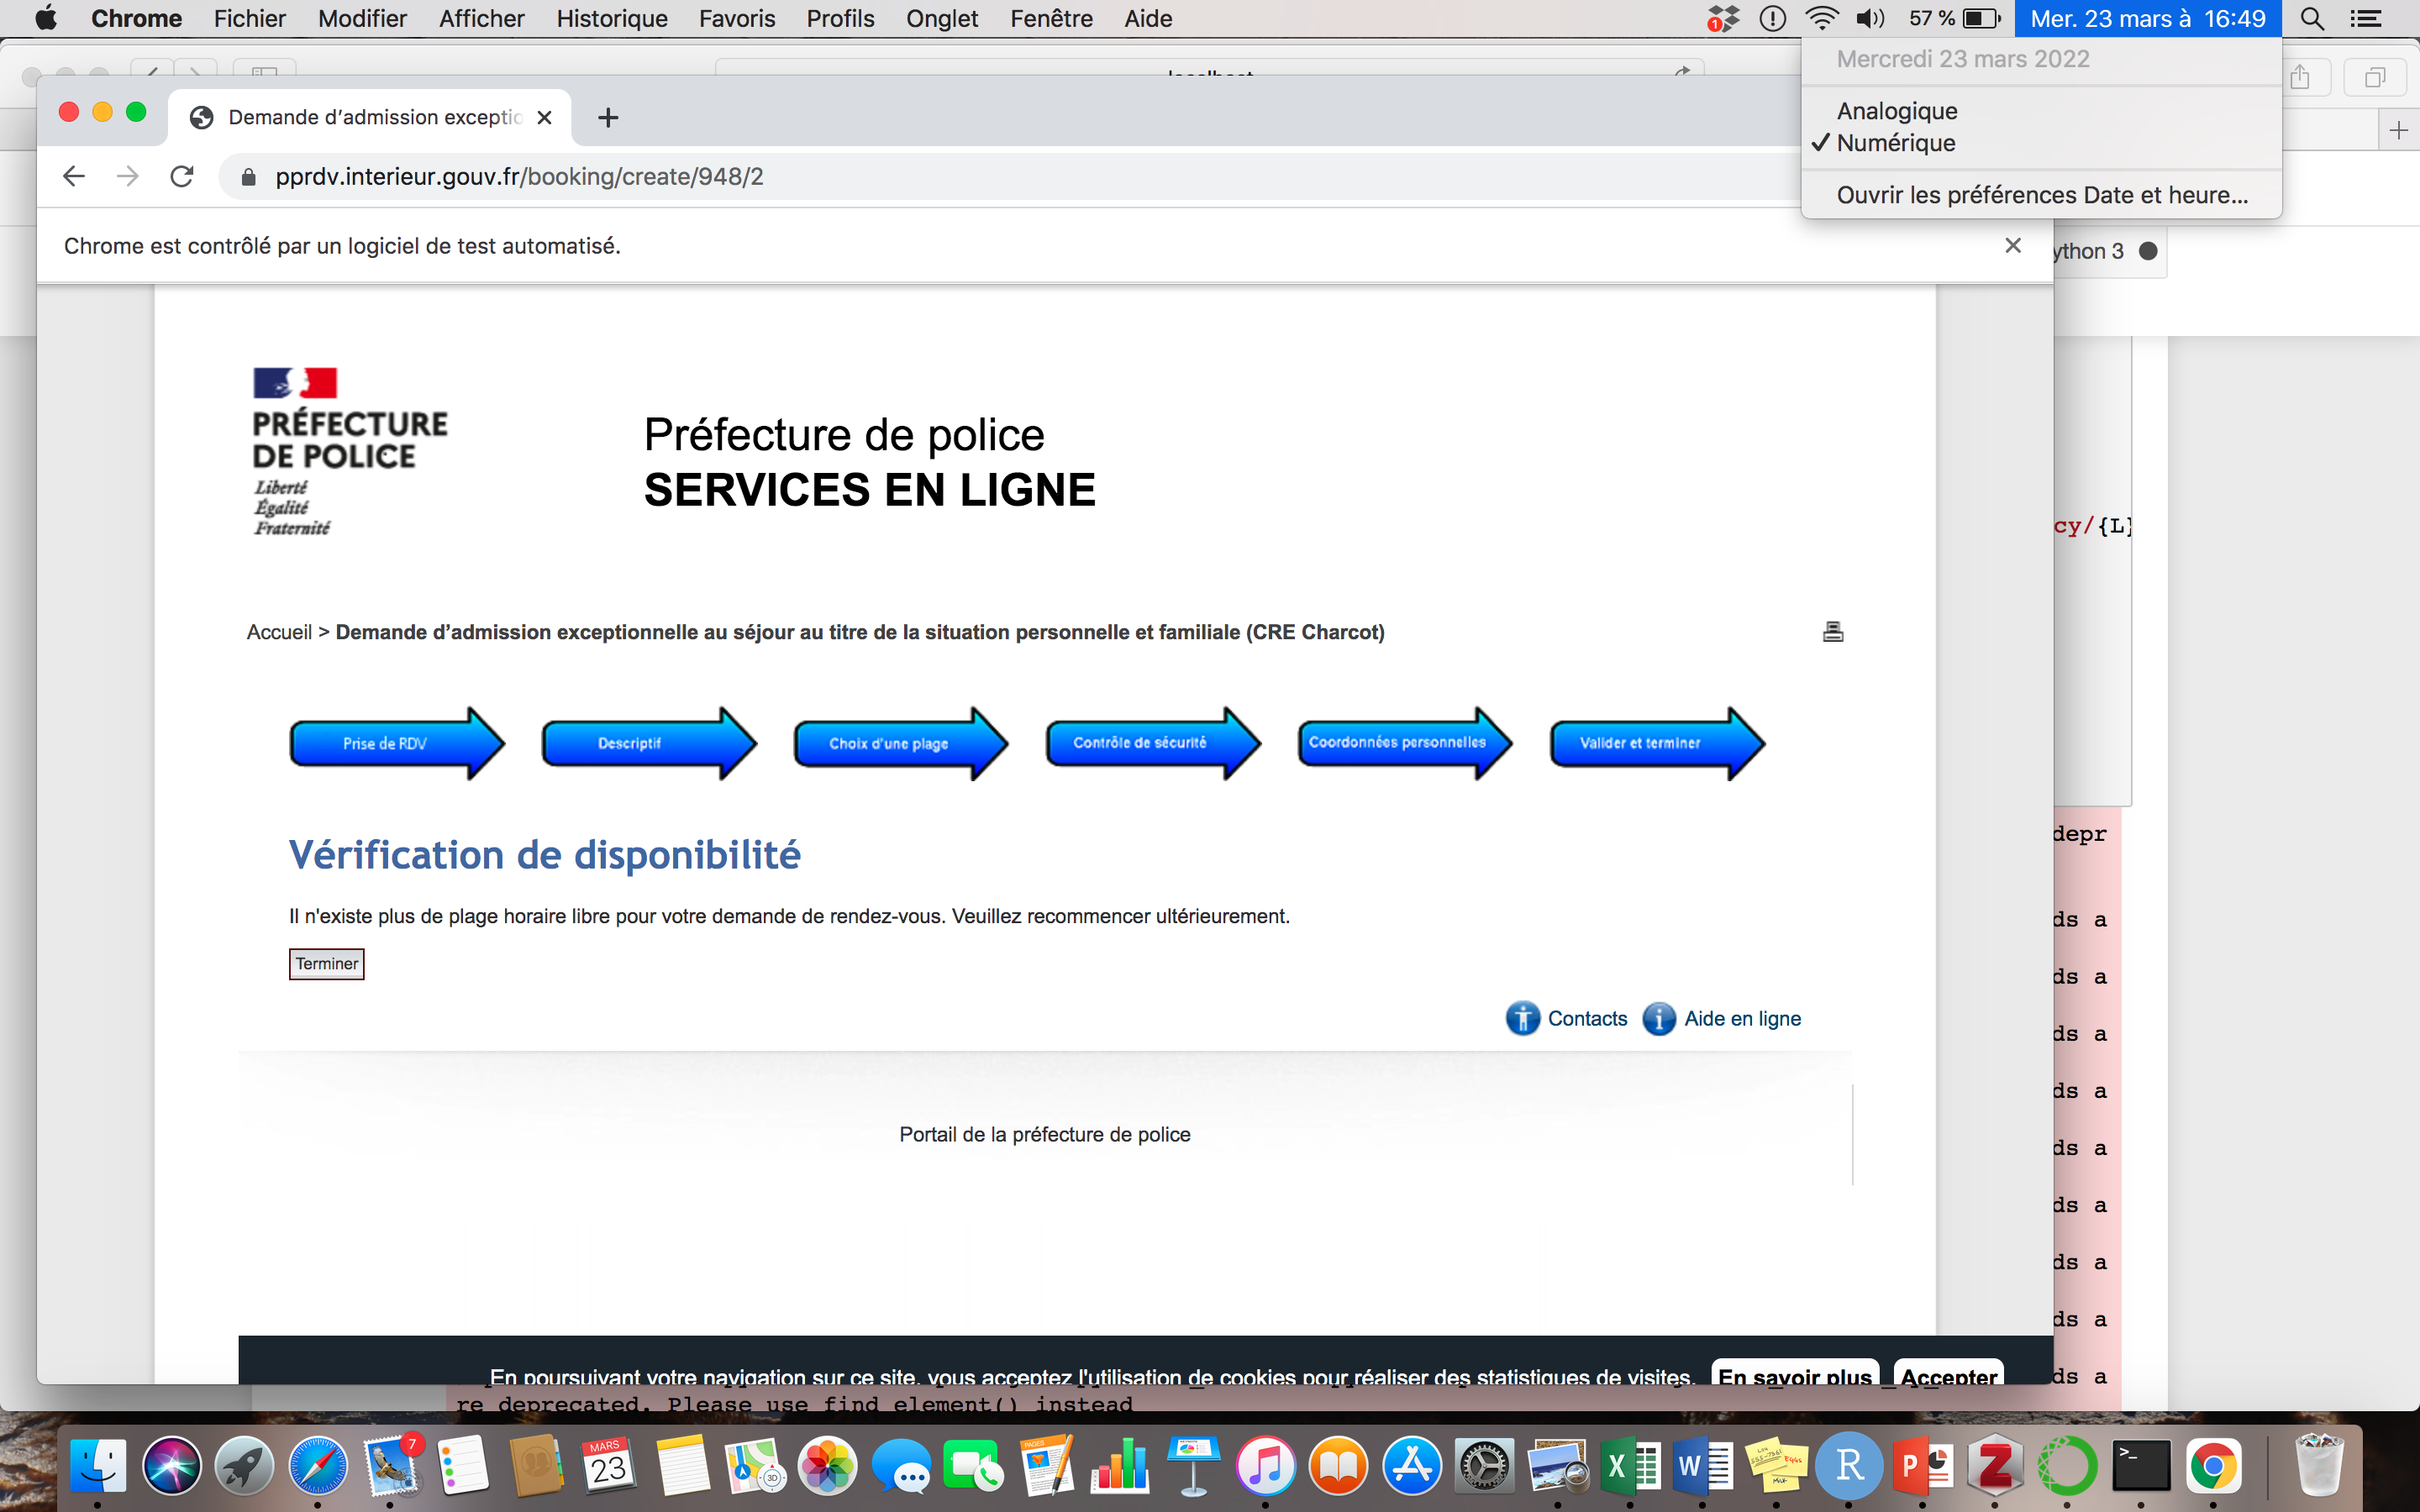 Chrome Fichier Modifier Afficher Historique Favoris Profils Onglet Fenêtre Aide
1 57 % Mer. 23 mars à 16:49
Mercredi 23 mars 2022
Analogique
✓ Numérique
Ouvrir les préférences Date et heure...
Demande d'admission exceptio
pprdv.interieur.gouv.fr/booking/create/948/2
Chrome est contrôlé par un logiciel de test automatisé.
ython 3
PRÉFECTURE
DE POLICE
Liberté
Égalité
Fraternité
Préfecture de police
SERVICES EN LIGNE
cy/{L}
Accueil > Demande d'admission exceptionnelle au séjour au titre de la situation personnelle et familiale (CRE Charcot)
Prise de RDV
Descriptif
Choix d'une plage
Contrôle de sécurité
Coordonnées personnelles
Valider et terminer
Vérification de disponibilité
Il n'existe plus de plage horaire libre pour votre demande de rendez-vous. Veuillez recommencer ultérieurement.
Terminer
Contacts
Aide en ligne
Portail de la préfecture de police
depr
ds a
ds a
ds a
ds a
ds a
ds a
ds a
ds a
ds a
En poursuivant votre navigation sur ce site, vous acceptez l'utilisation de cookies pour réaliser des statistiques de visites. En savoir plus Accepter
re deprecated. Please use find_element() instead
7
MARS
23
3D
PAGES
X
W
R
P
Z
>_